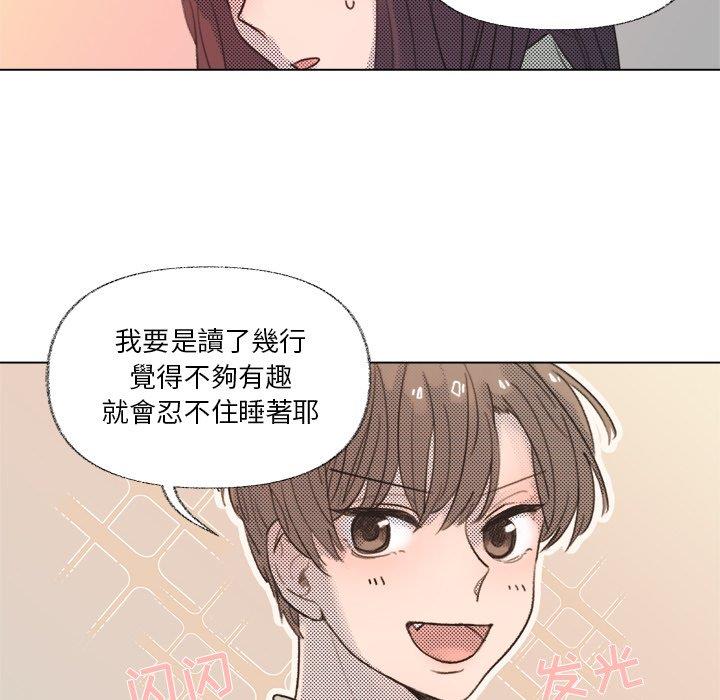 我要是讀了幾行
覺得不夠有趣
就會忍不住睡著耶
闪闪
发光